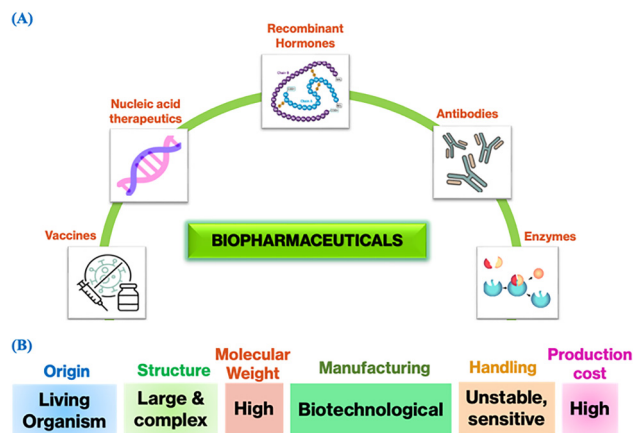 (A)
Recombinant
Hormones
Nucleic acid
therapeutics
Antibodies
Vaccines
BIOPHARMACEUTICALS
Enzymes
(B)
Origin
Structure
Molecular
Weight
Manufacturing
Handling
Production
cost
Living
Organism
Large &
complex
High
Biotechnological
Unstable,
sensitive
High